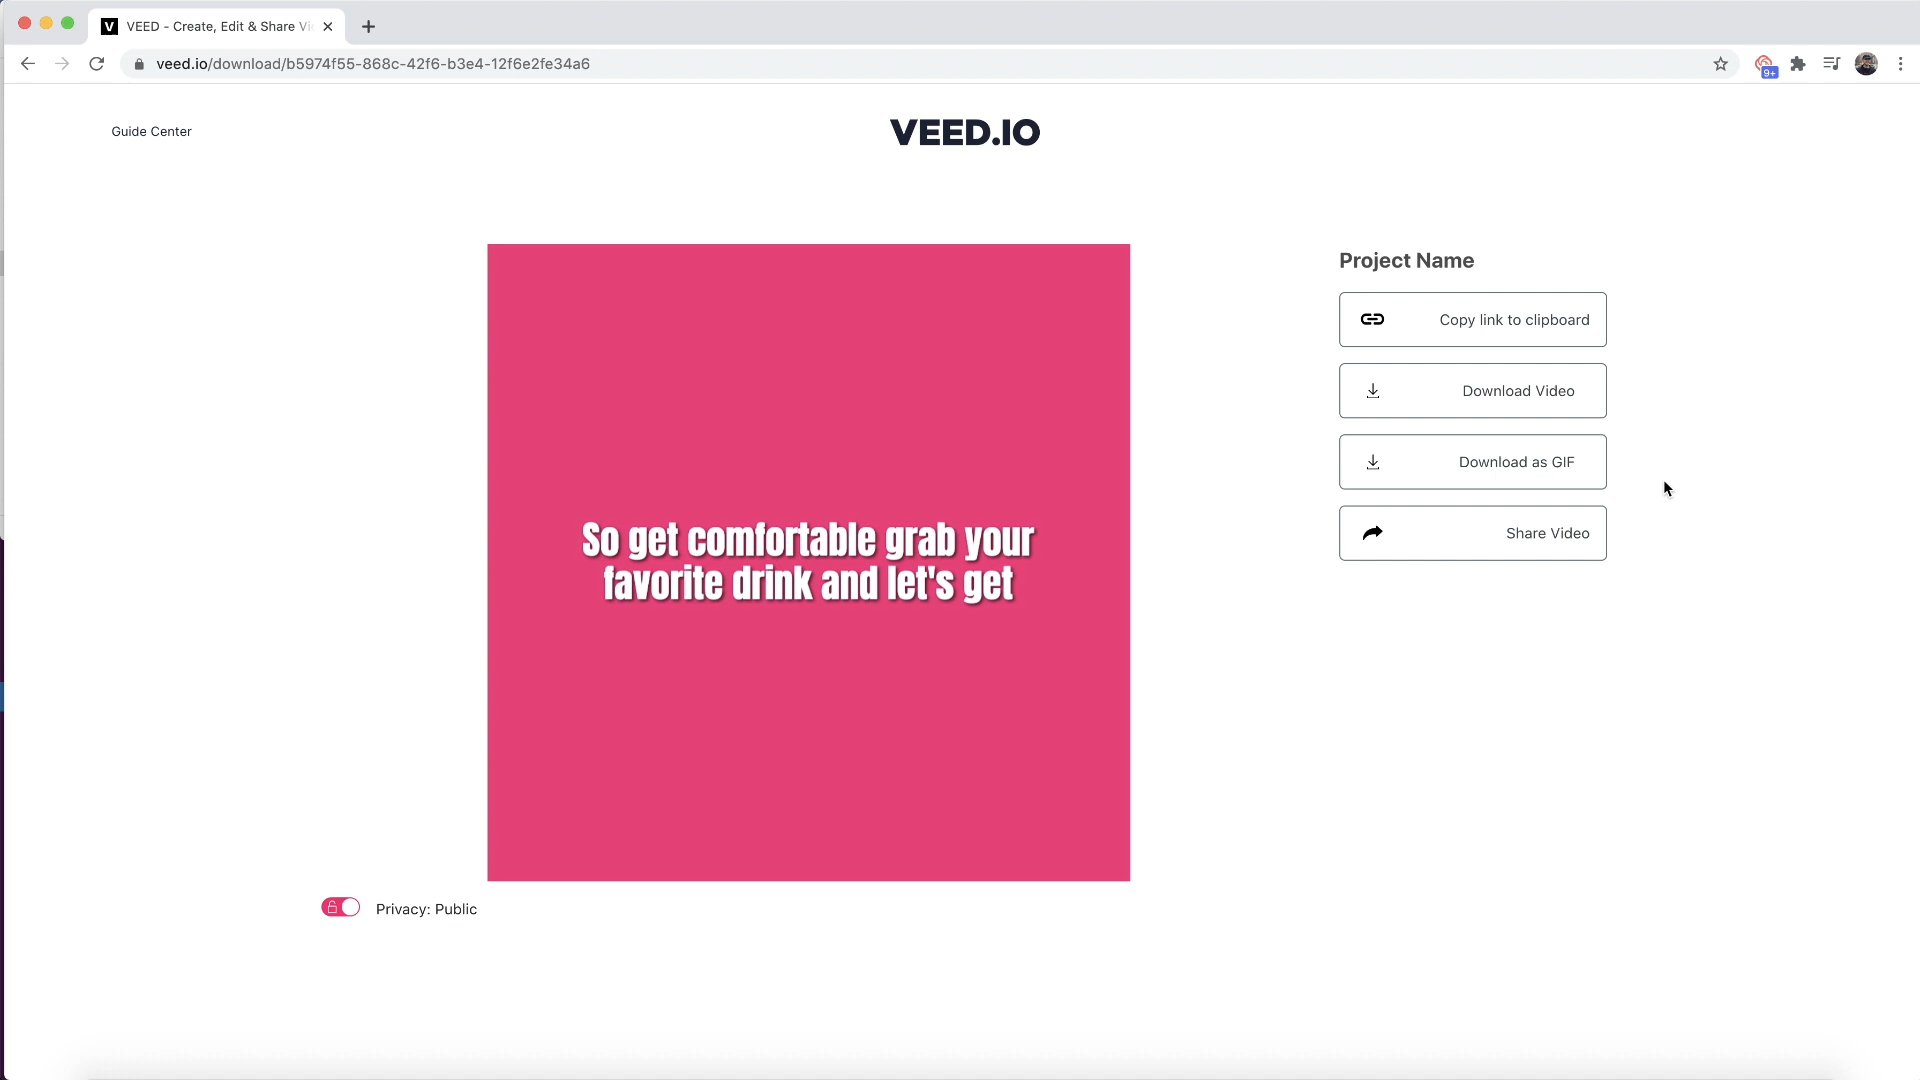 V VEED - Create, Edit & Share Vi
veed.io/download/b5974f55-868c-42f6-b3e4-12f6e2fe34a6
9+
Guide Center
VEED.IO
Project Name
Copy link to clipboard
Download Video
Download as GIF
Share Video
So get comfortable grab your
favorite drink and let's get
Privacy: Public